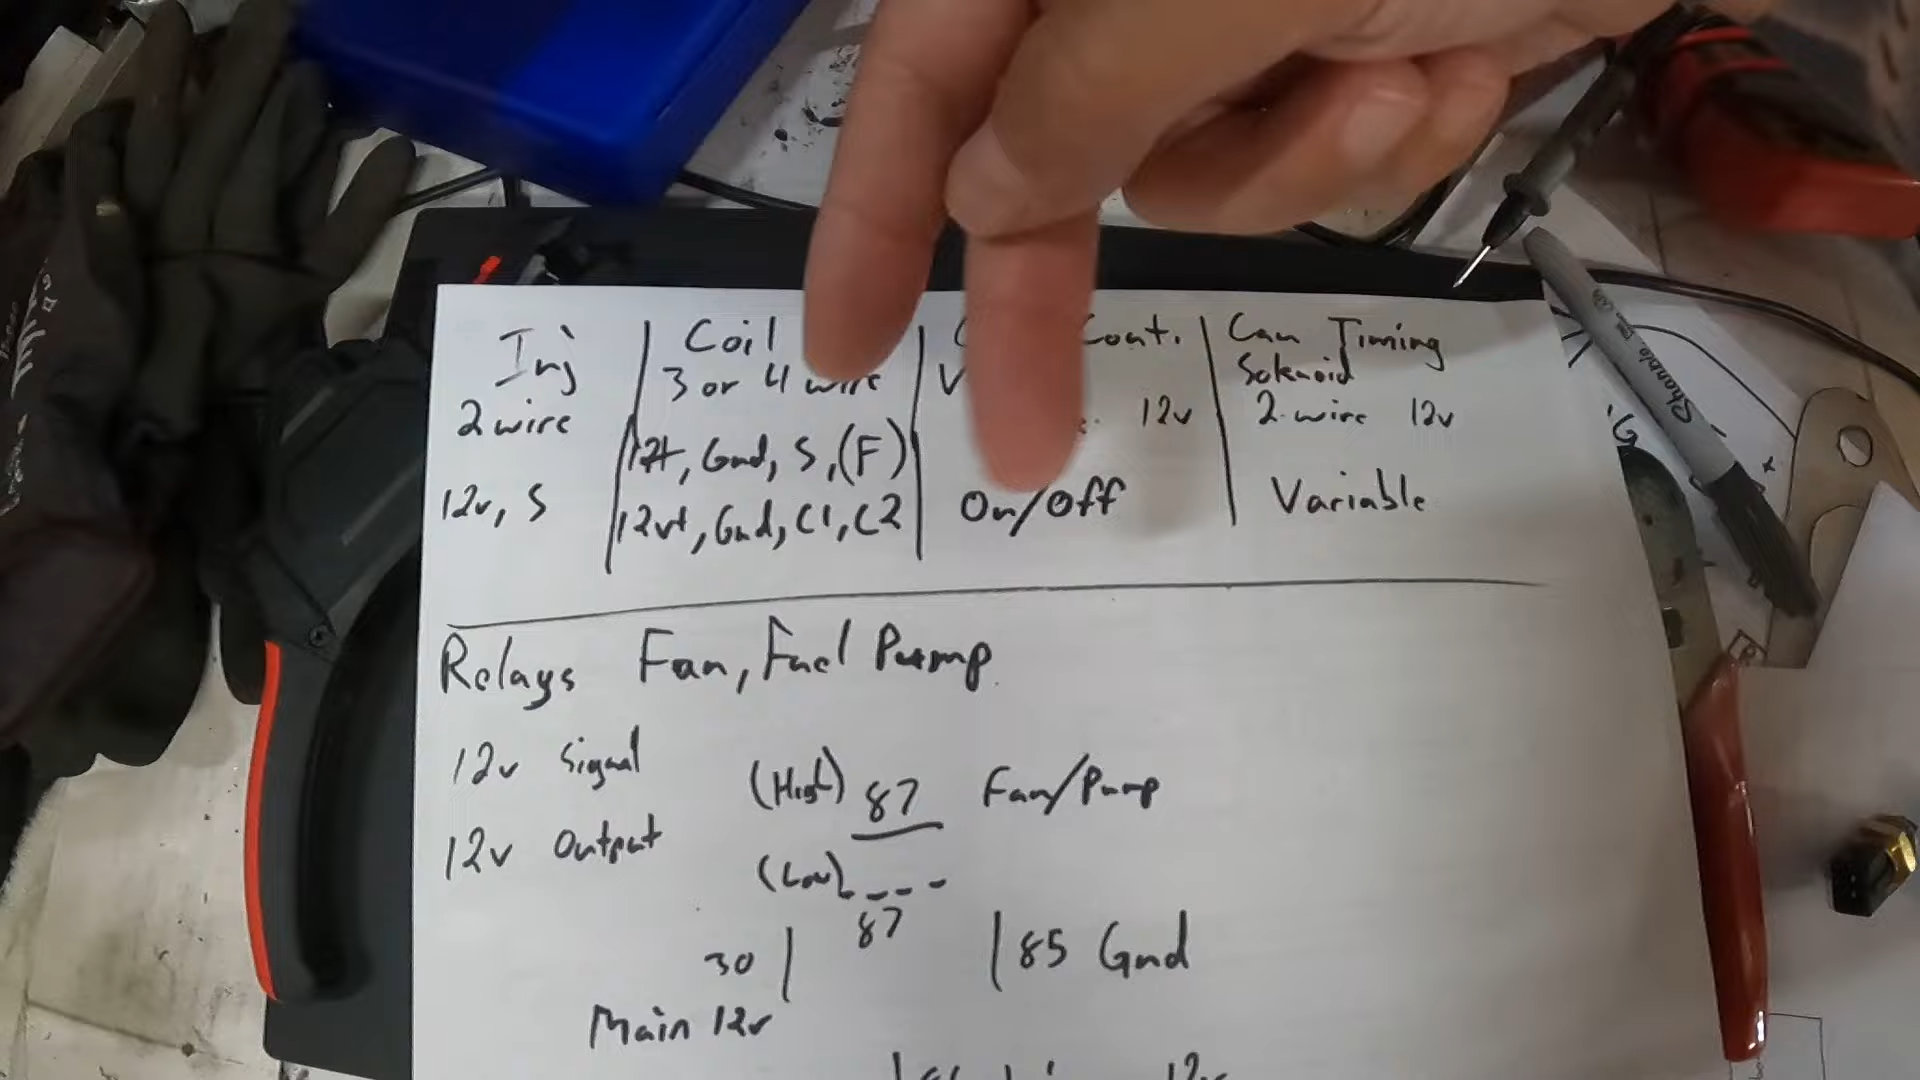 Inj
2 wire
12v, S
Coil
3 or 4 wire
12+, Gnd, S, (F)
12v+, Gnd, C1, C2
Cont.
12v
On/Off
Cam Timing
Solenoid
2-wire 12v
Variable
Relays Fan, Fuel Pump.
12v Signal
12v Output
(High) 87 Fan/Pump
(Low)
87
30
85 Gnd
Main 12v
12v
Sharpie